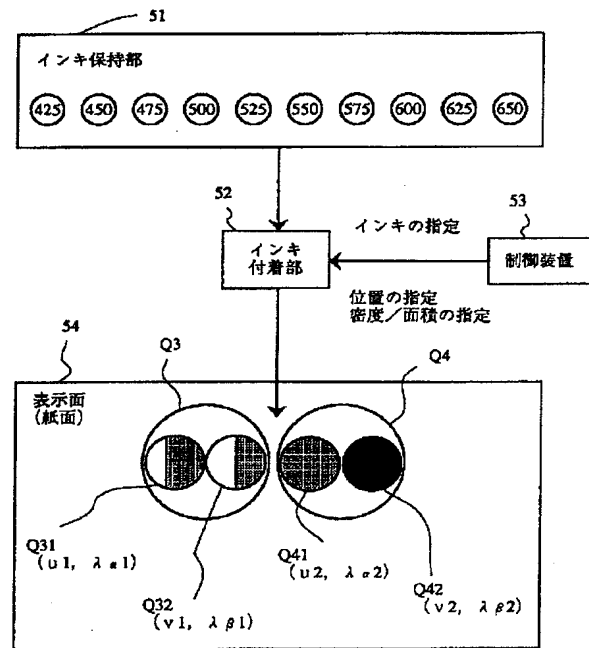 51
インキ保持部
425 450 475 500 525 550 575 600 625 650
52
インキ
付着部
インキの指定
53
制御装置
位置の指定
密度／面積の指定
54
表示面
(紙面)
Q3
Q4
Q31
(u1, λα1)
Q32
(v1, λβ1)
Q41
(u2, λα2)
Q42
(v2, λβ2)